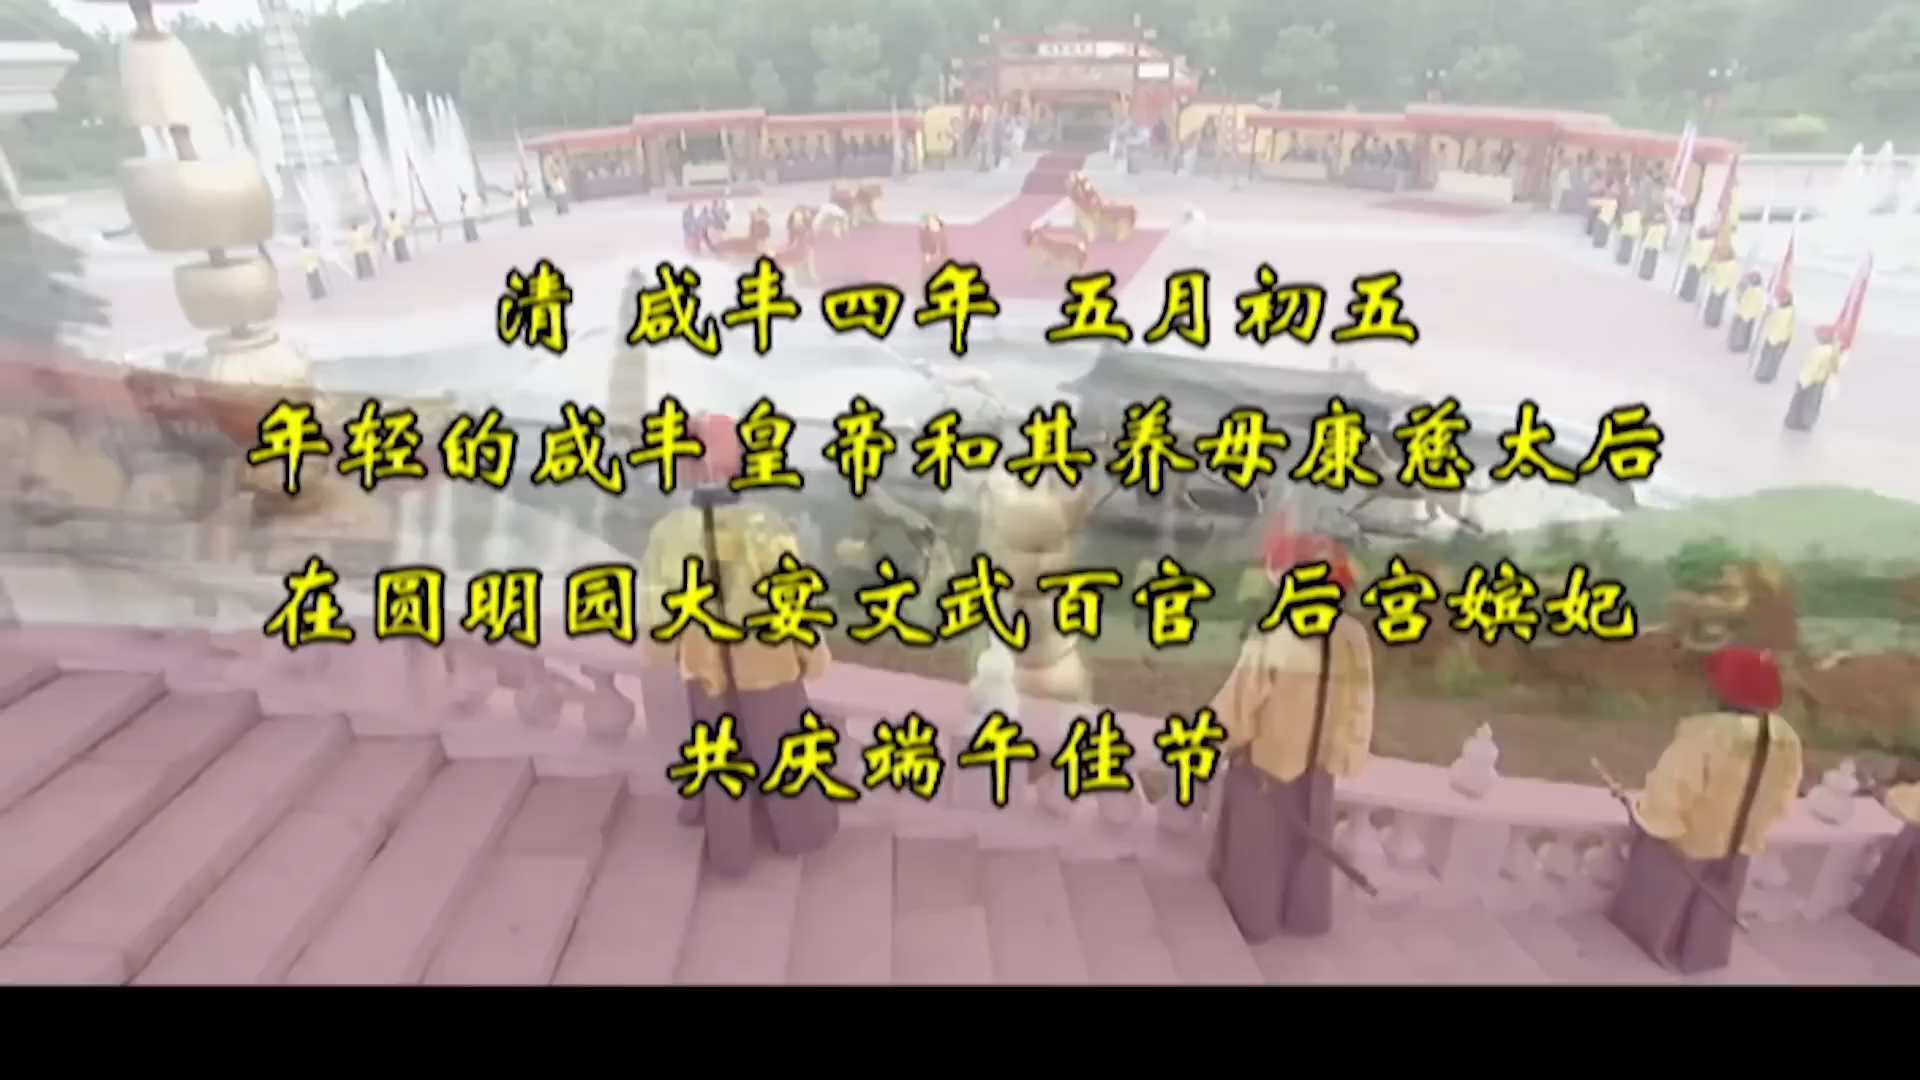 清 咸丰四年 五月初五
年轻的咸丰皇帝和其养母康慈太后
在圆明园大宴文武百官 后宫嫔妃
共庆端午佳节